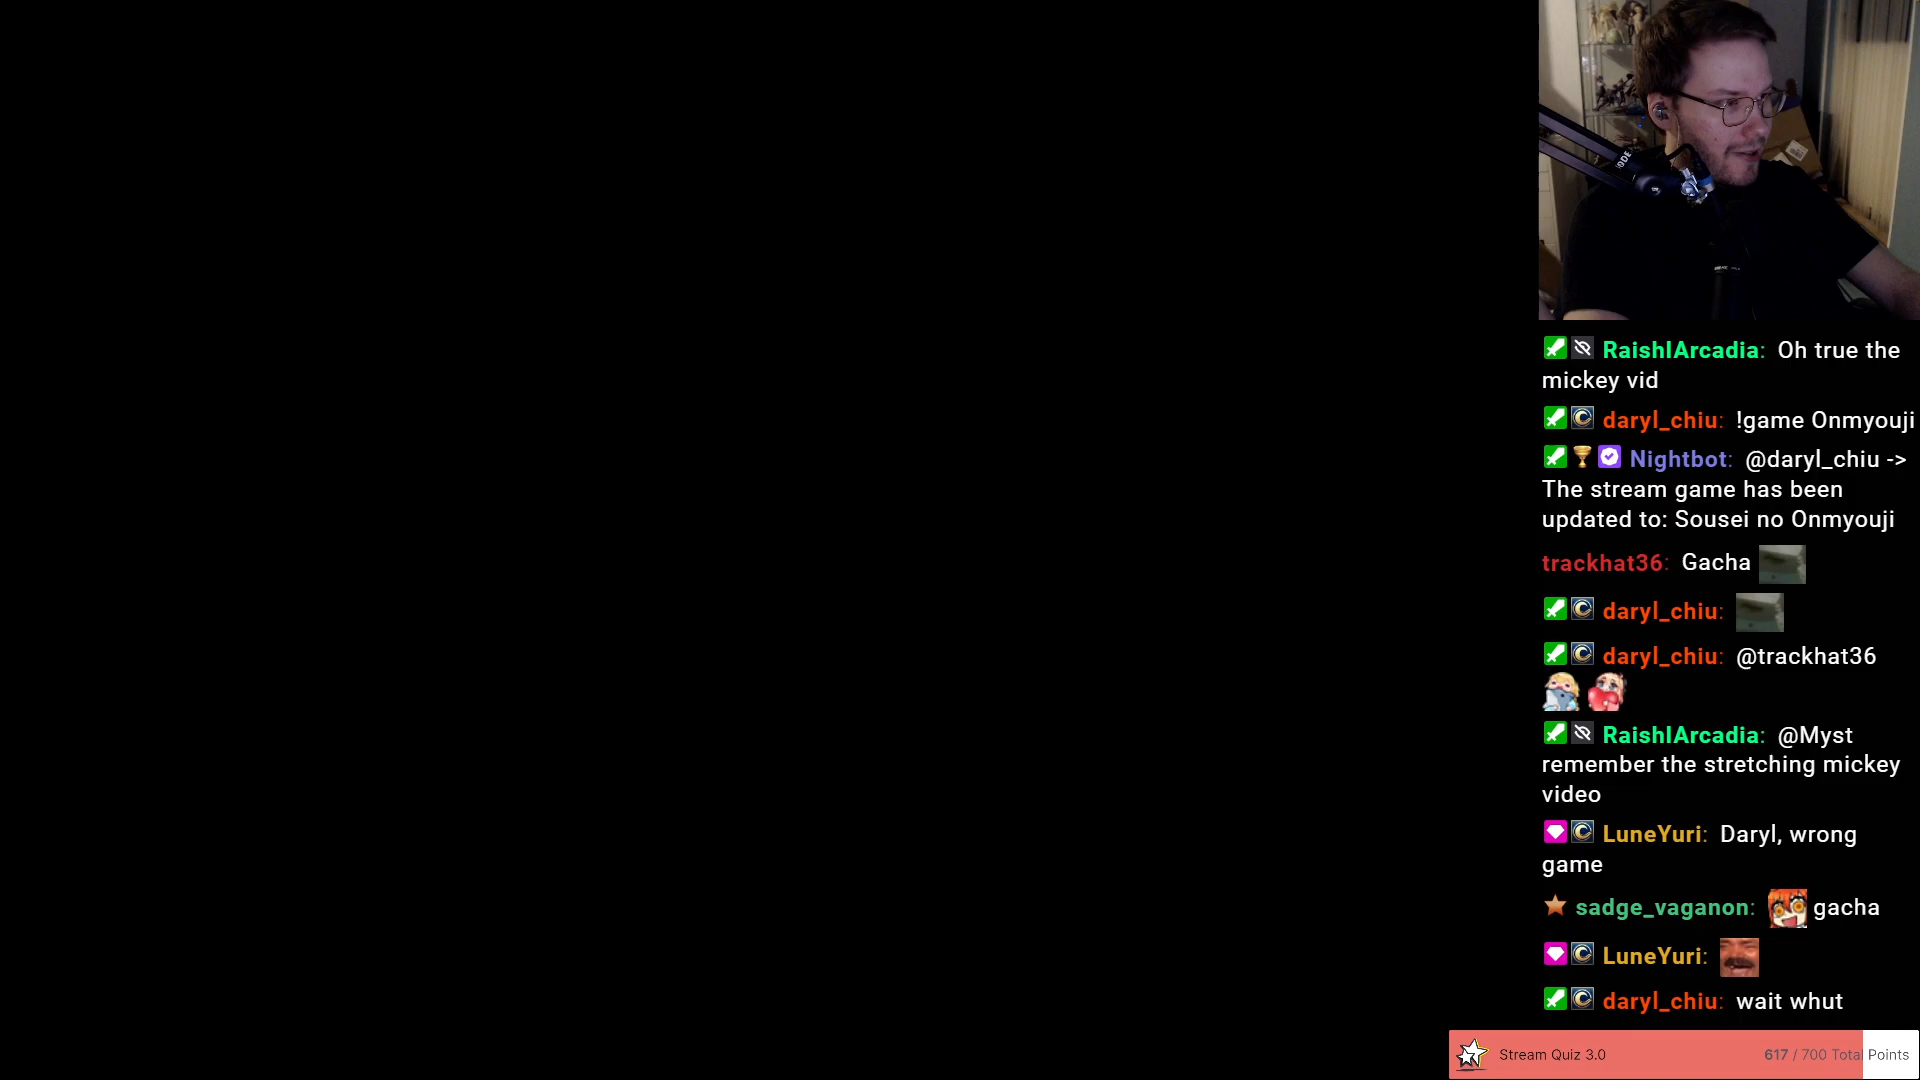 RaishIArcadia: Oh true the
mickey vid
daryl_chiu: !game Onmyouji
Nightbot: @daryl_chiu ->
The stream game has been
updated to: Sousei no Onmyouji
trackhat36: Gacha
daryl_chiu:
daryl_chiu: @trackhat36
RaishIArcadia: @Myst
remember the stretching mickey
video
LuneYuri: Daryl, wrong
game
sadge_vaganon: gacha
LuneYuri:
daryl_chiu: wait whut
Stream Quiz 3.0
617 / 700 Total Points